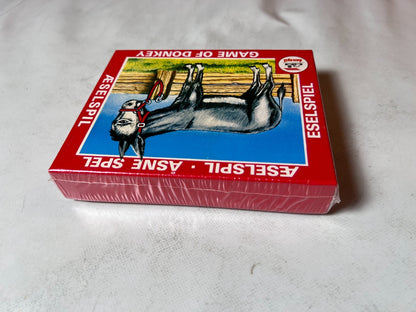 ÆSELSPIL · ÅSNE SPEL
ÆSELSPIL
GAME OF DONKEY
ESELSPIEL